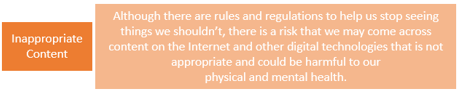 Inappropriate
Content
Although there are rules and regulations to help us stop seeing
things we shouldn’t, there is a risk that we may come across
content on the Internet and other digital technologies that is not
appropriate and could be harmful to our
physical and mental health.